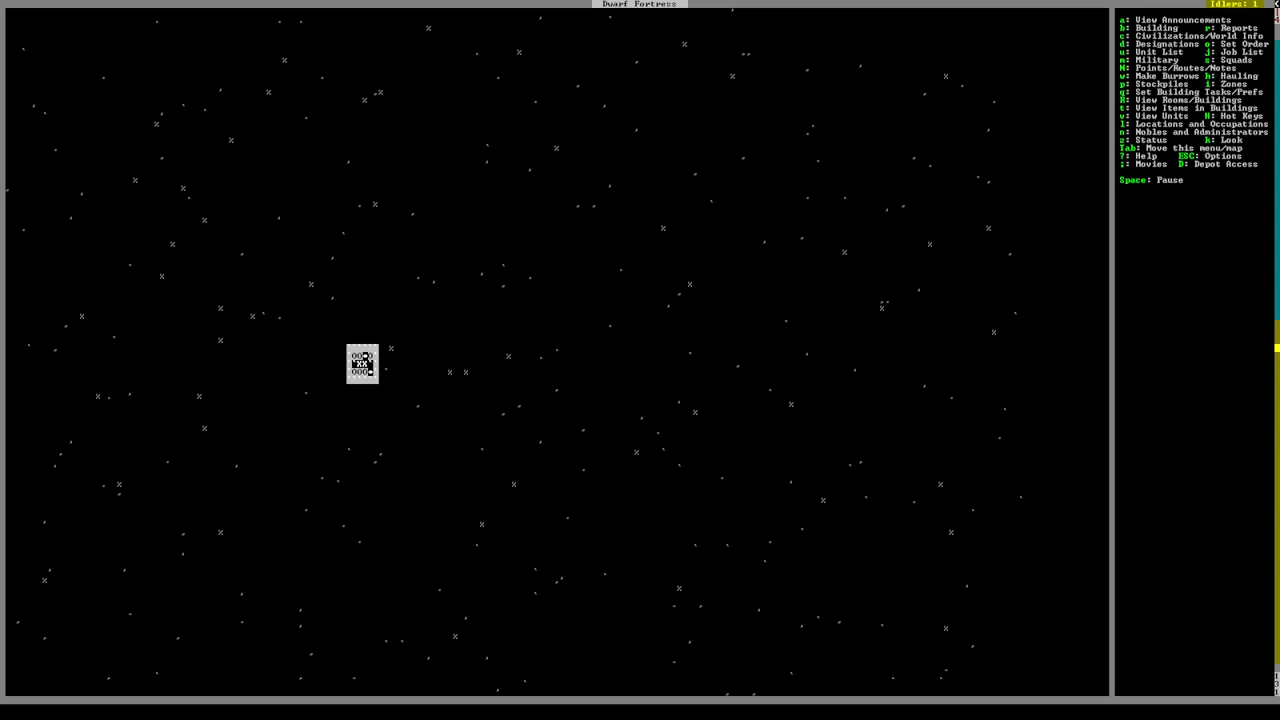 Dwarf Fortress
Idlers: 1
a: View Announcements
b: Building r: Reports
c: Civilizations/World Info
d: Designations o: Set Order
u: Unit List j: Job List
m: Military s: Squads
N: Points/Routes/Notes
w: Make Burrows h: Hauling
p: Stockpiles i: Zones
q: Set Building Tasks/Prefs
R: View Rooms/Buildings
t: View Items in Buildings
v: View Units H: Hot Keys
l: Locations and Occupations
n: Nobles and Administrators
z: Status k: Look
Tab: Move this menu/map
?: Help ESC: Options
;: Movies D: Depot Access
Space: Pause